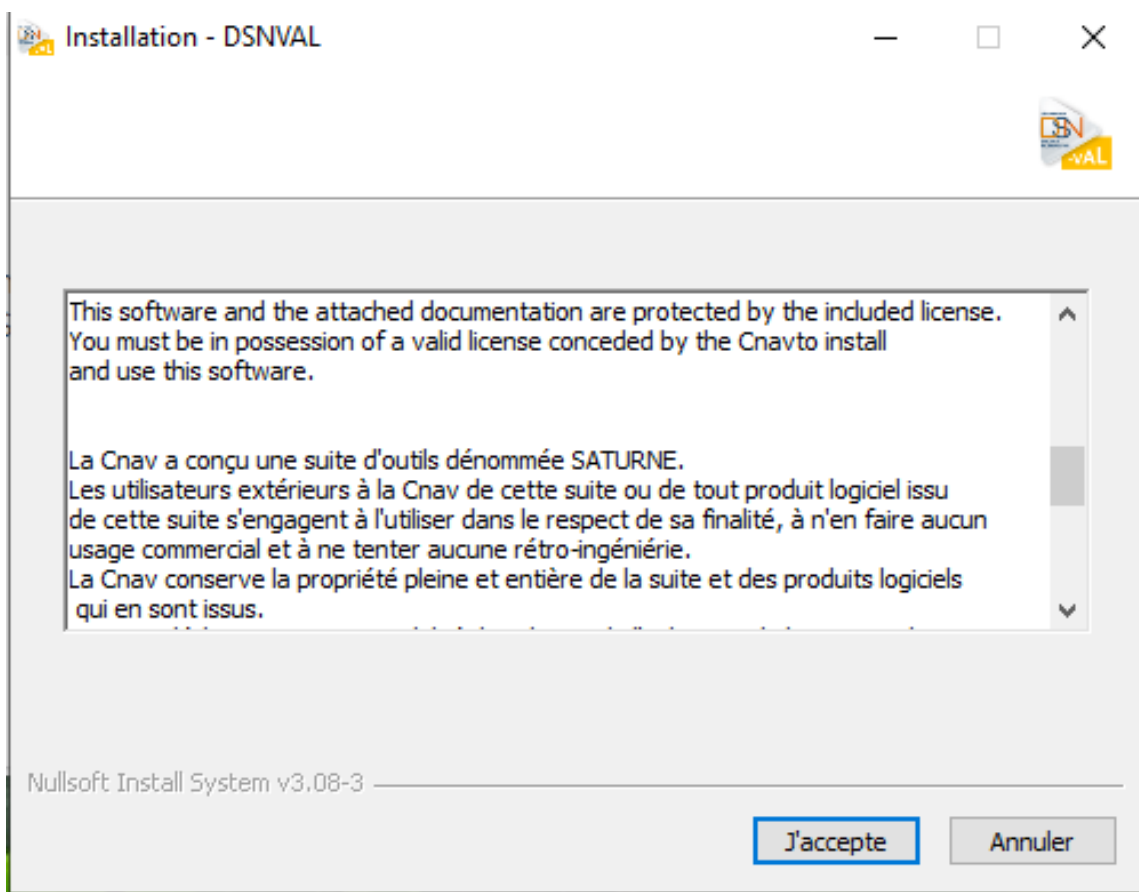 Installation - DSNVAL
DSN
-vAL
This software and the attached documentation are protected by the included license.
You must be in possession of a valid license conceded by the Cnavto install
and use this software.
La Cnav a conçu une suite d'outils dénommée SATURNE.
Les utilisateurs extérieurs à la Cnav de cette suite ou de tout produit logiciel issu
de cette suite s'engagent à l'utiliser dans le respect de sa finalité, à n'en faire aucun
usage commercial et à ne tenter aucune rétro-ingéniérie.
La Cnav conserve la propriété pleine et entière de la suite et des produits logiciels
qui en sont issus.
Nullsoft Install System v3.08-3
J'accepte
Annuler